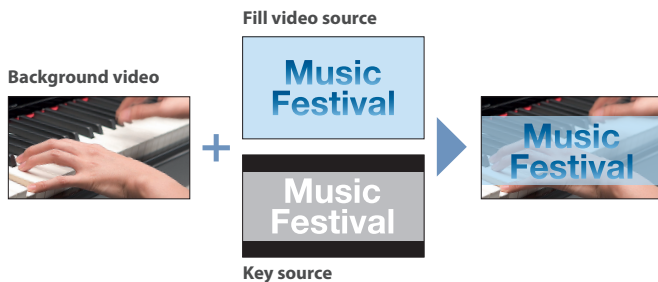 Background video
Fill video source
Music
Festival
Music
Festival
Key source
Music
Festival